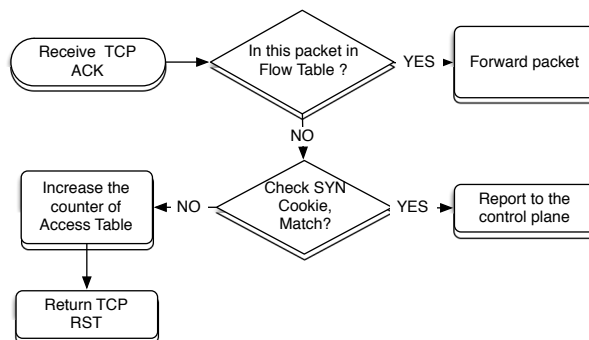 Receive TCP
ACK
In this packet in
Flow Table ?
YES
Forward packet
NO
Check SYN
Cookie,
Match?
YES
Report to the
control plane
NO
Increase the
counter of
Access Table
Return TCP
RST